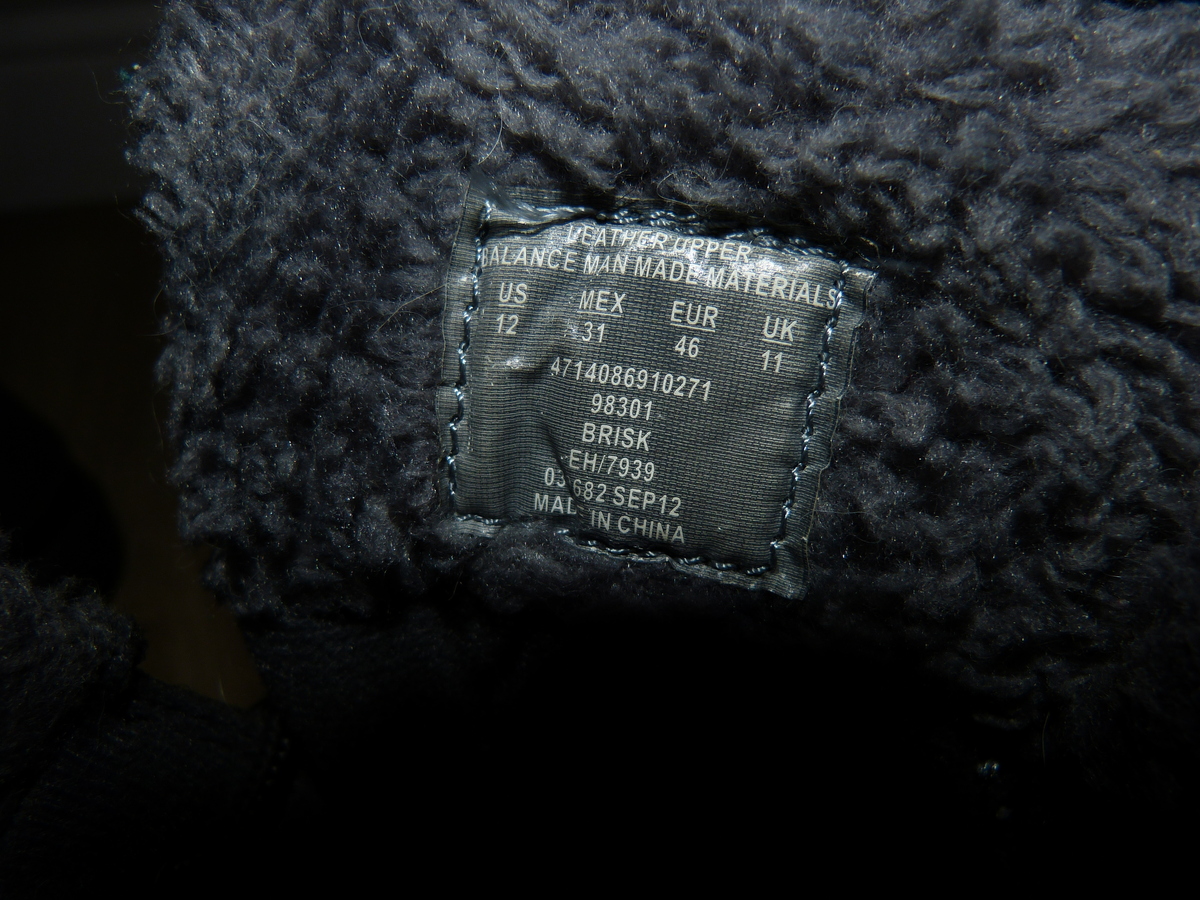 LEATHER UPPER
BALANCE MAN MADE MATERIALS
US MEX EUR UK
12 31 46 11
4714086910271
98301
BRISK
EH/7939
682 SEP12
MADE IN CHINA